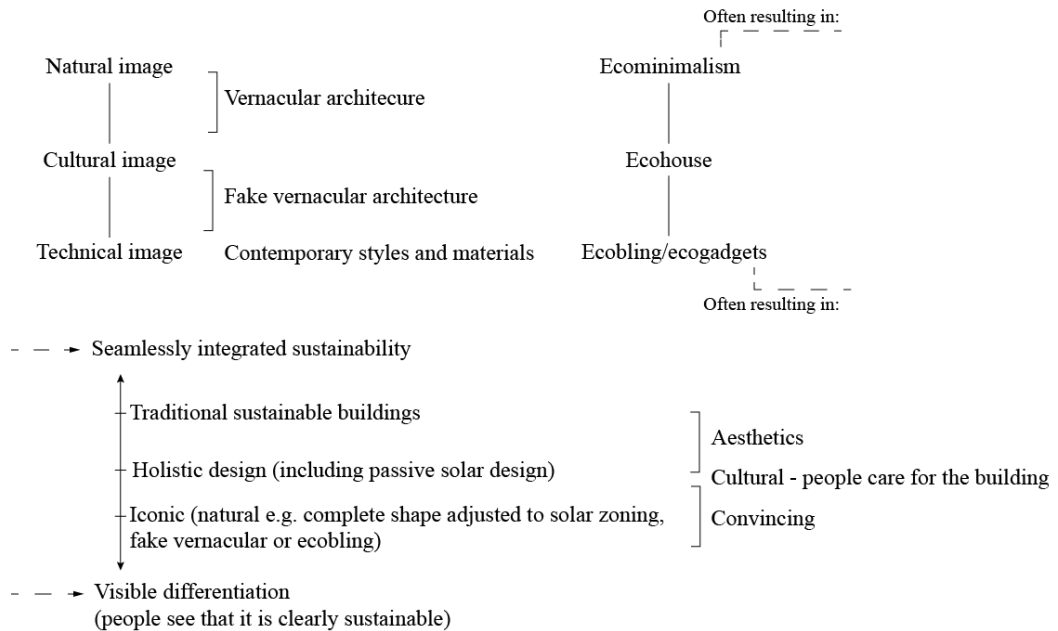 Often resulting in:
Natural image
Ecominimalism
Vernacular architecure
Cultural image
Ecohouse
Fake vernacular architecture
Technical image
Contemporary styles and materials
Ecobling/ecogadgets
Often resulting in:
Seamlessly integrated sustainability
Traditional sustainable buildings
Aesthetics
Holistic design (including passive solar design)
Cultural - people care for the building
Iconic (natural e.g. complete shape adjusted to solar zoning,
fake vernacular or ecobling)
Convincing
Visible differentiation
(people see that it is clearly sustainable)